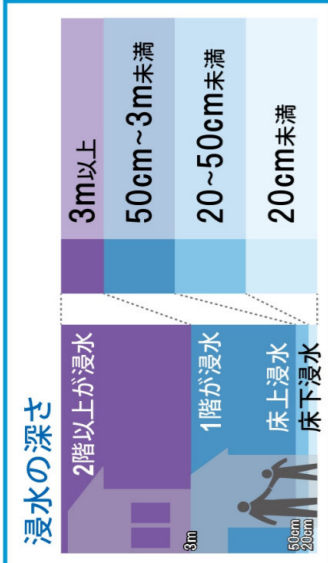 浸水の深さ
2階以上が浸水
1階が浸水
床上浸水
床下浸水
3m
50cm
20cm
3m以上
50cm~3m未満
20~50cm未満
20cm未満